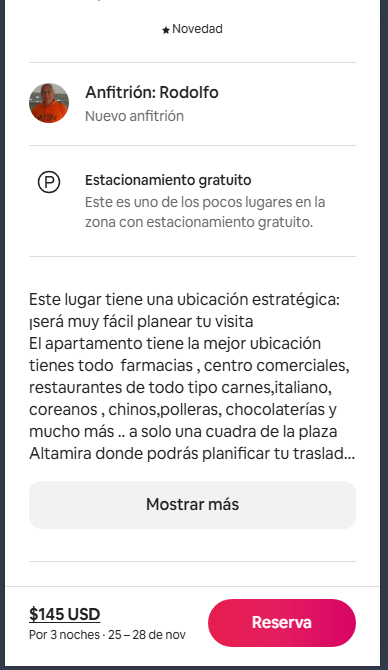 ★ Novedad
Anfitrión: Rodolfo
Nuevo anfitrión
P
Estacionamiento gratuito
Este es uno de los pocos lugares en la
zona con estacionamiento gratuito.
Este lugar tiene una ubicación estratégica:
¡será muy fácil planear tu visita
El apartamento tiene la mejor ubicación
tienes todo  farmacias , centro comerciales,
restaurantes de todo tipo carnes,italiano,
coreanos , chinos,polleras, chocolaterías y
mucho más .. a solo una cuadra de la plaza
Altamira donde podrás planificar tu traslad...
Mostrar más
$145 USD
Por 3 noches · 25 – 28 de nov
Reserva